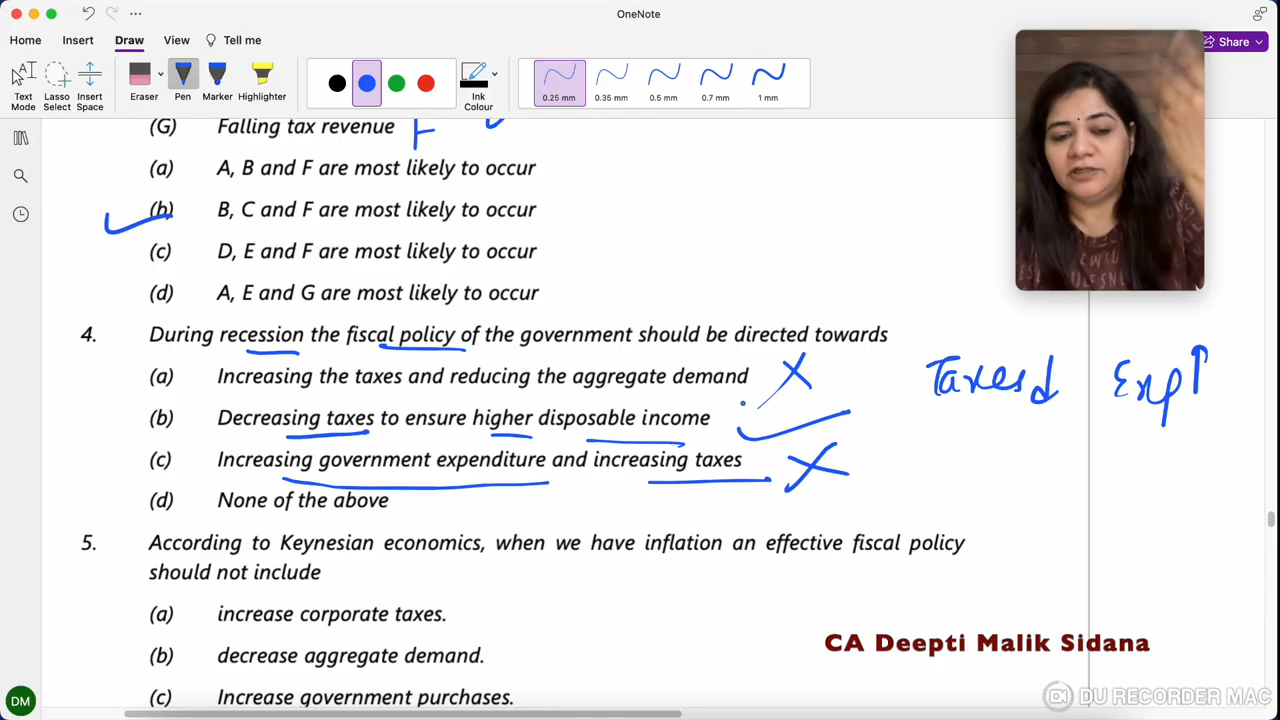 OneNote
Home Insert Draw View Tell me Share
Text Mode
Lasso Select
Insert Space
Eraser
Pen
Marker
Highlighter
Ink Colour
0.25 mm 0.35 mm 0.5 mm 0.7 mm 1 mm
(G) Falling tax revenue F
(a) A, B and F are most likely to occur
(b) B, C and F are most likely to occur
(c) D, E and F are most likely to occur
(d) A, E and G are most likely to occur
4. During recession the fiscal policy of the government should be directed towards
(a) Increasing the taxes and reducing the aggregate demand
Taxes↓ Exp↑
(b) Decreasing taxes to ensure higher disposable income
(c) Increasing government expenditure and increasing taxes
(d) None of the above
5. According to Keynesian economics, when we have inflation an effective fiscal policy
should not include
(a) increase corporate taxes.
CA Deepti Malik Sidana
(b) decrease aggregate demand.
(c) Increase government purchases.
DM
DU RECORDER MAC